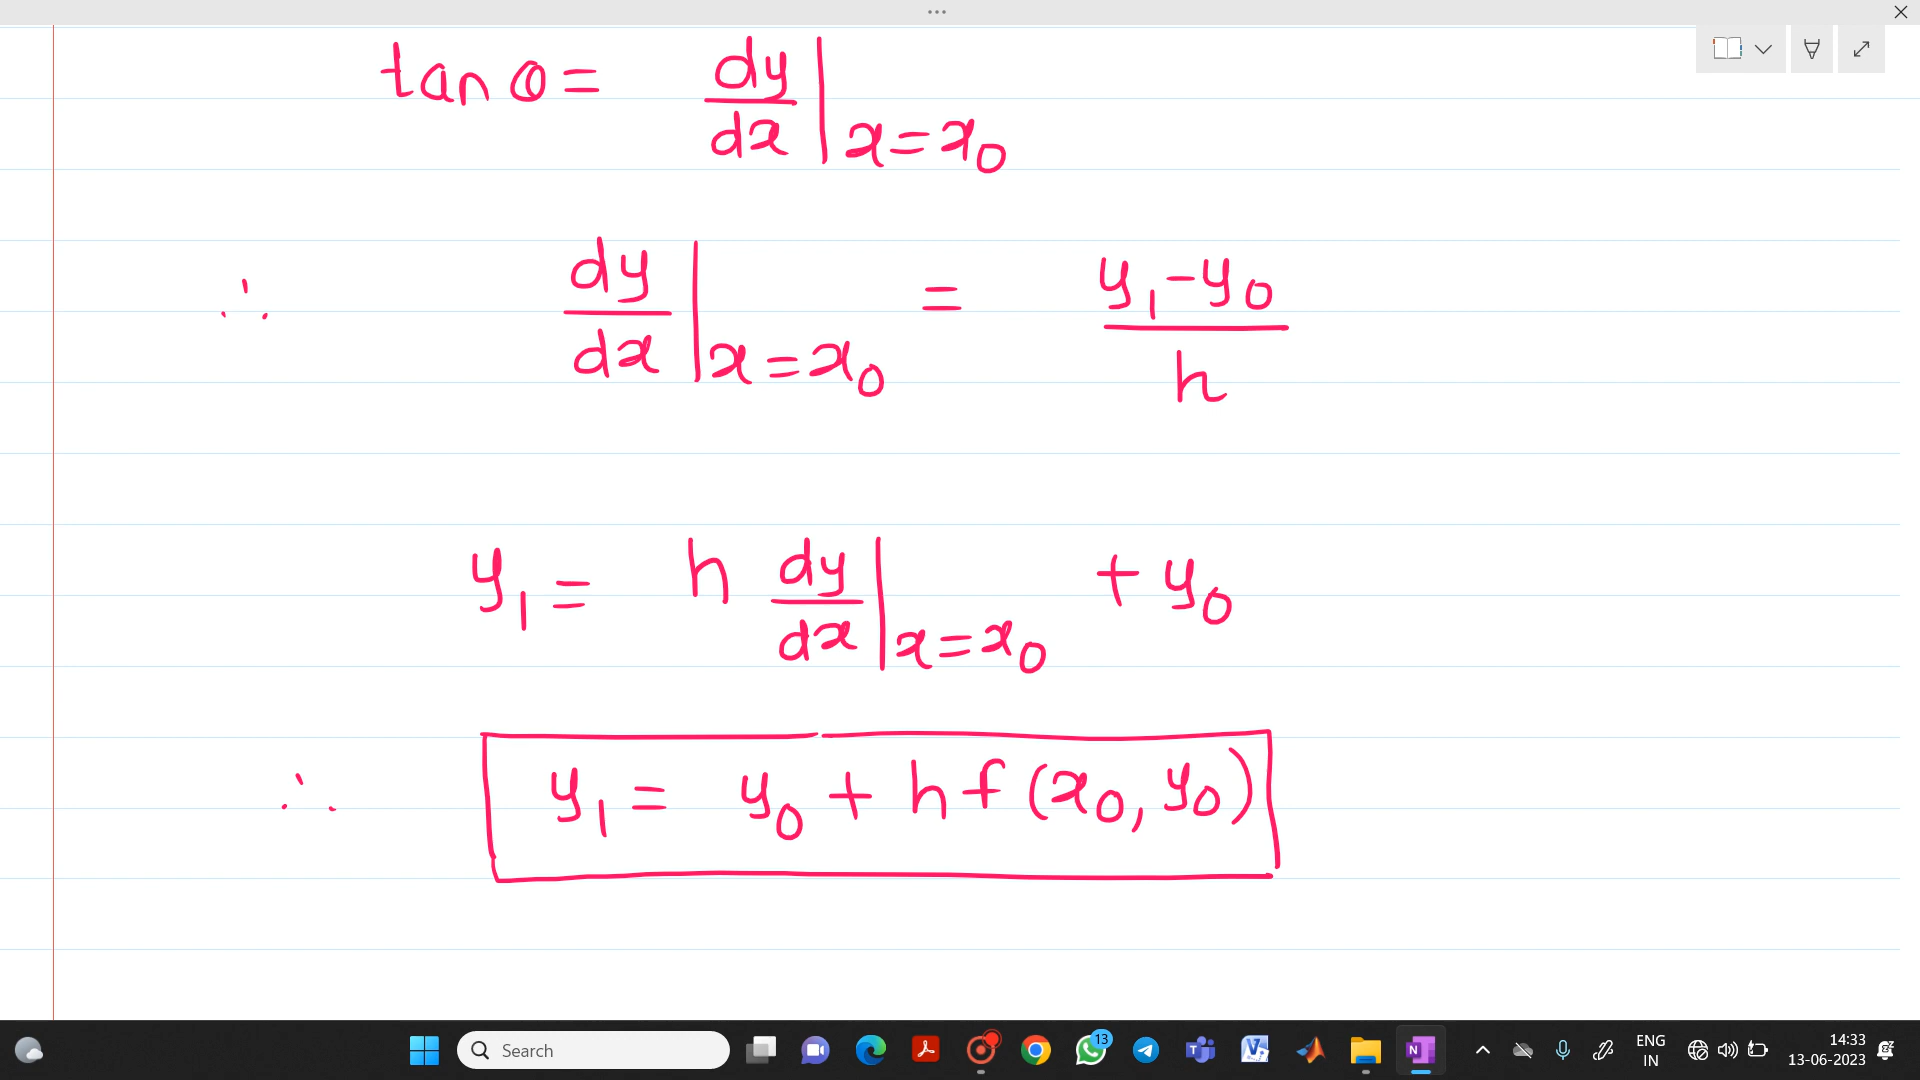 tan θ = dy/dx | x = x₀
∴ dy/dx | x = x₀ = (y₁ - y₀)/h
y₁ = h dy/dx | x = x₀ + y₀
∴ y₁ = y₀ + h f(x₀, y₀)
Search
13
ENG
IN
14:33
13-06-2023